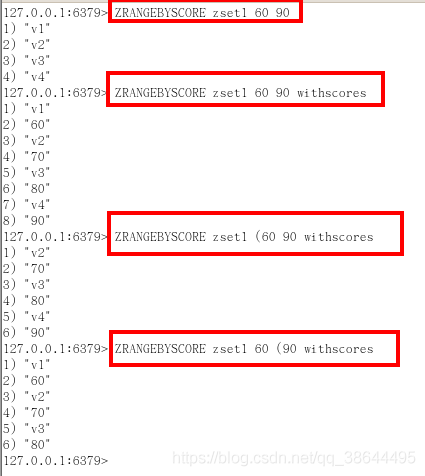 127.0.0.1:6379> ZRANGEBYSCORE zset1 60 90
1) "v1"
2) "v2"
3) "v3"
4) "v4"
127.0.0.1:6379> ZRANGEBYSCORE zset1 60 90 withscores
1) "v1"
2) "60"
3) "v2"
4) "70"
5) "v3"
6) "80"
7) "v4"
8) "90"
127.0.0.1:6379> ZRANGEBYSCORE zset1 (60 90 withscores
1) "v2"
2) "70"
3) "v3"
4) "80"
5) "v4"
6) "90"
127.0.0.1:6379> ZRANGEBYSCORE zset1 60 (90 withscores
1) "v1"
2) "60"
3) "v2"
4) "70"
5) "v3"
6) "80"
127.0.0.1:6379>
https://blog.csdn.net/qq_38644495